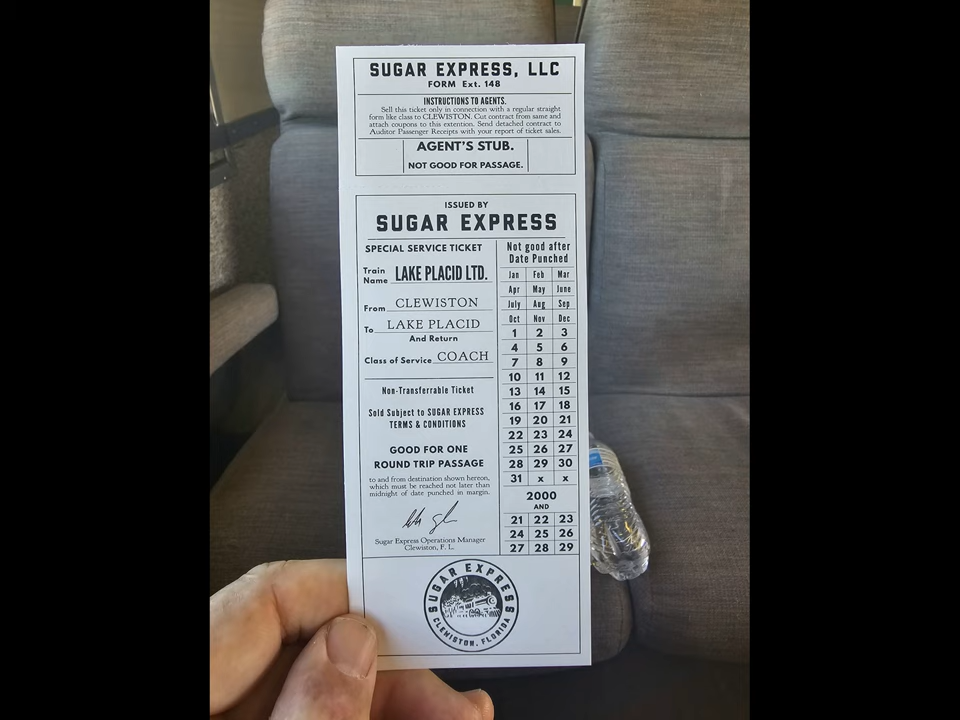 SUGAR EXPRESS, LLC
FORM Ext. 148
INSTRUCTIONS TO AGENTS.
Sell this ticket only in connection with a regular straight
form like class to CLEWISTON. Cut contract from same and
attach coupons to this extention. Send detached contract to
Auditor Passenger Receipts with your report of ticket sales.
AGENT'S STUB.
NOT GOOD FOR PASSAGE.
ISSUED BY
SUGAR EXPRESS
SPECIAL SERVICE TICKET
Train Name LAKE PLACID LTD.
From CLEWISTON
To LAKE PLACID
And Return
Class of Service COACH
Non-Transferrable Ticket
Sold Subject to SUGAR EXPRESS
TERMS & CONDITIONS
GOOD FOR ONE
ROUND TRIP PASSAGE
to and from destination shown hereon,
which must be reached not later than
midnight of date punched in margin.
Sugar Express Operations Manager
Clewiston, F. L.
Not good after
Date Punched
Jan Feb Mar
Apr May June
July Aug Sep
Oct Nov Dec
1 2 3
4 5 6
7 8 9
10 11 12
13 14 15
16 17 18
19 20 21
22 23 24
25 26 27
28 29 30
31 x x
2000
AND
21 22 23
24 25 26
27 28 29
SUGAR EXPRESS
CLEWISTON, FLORIDA